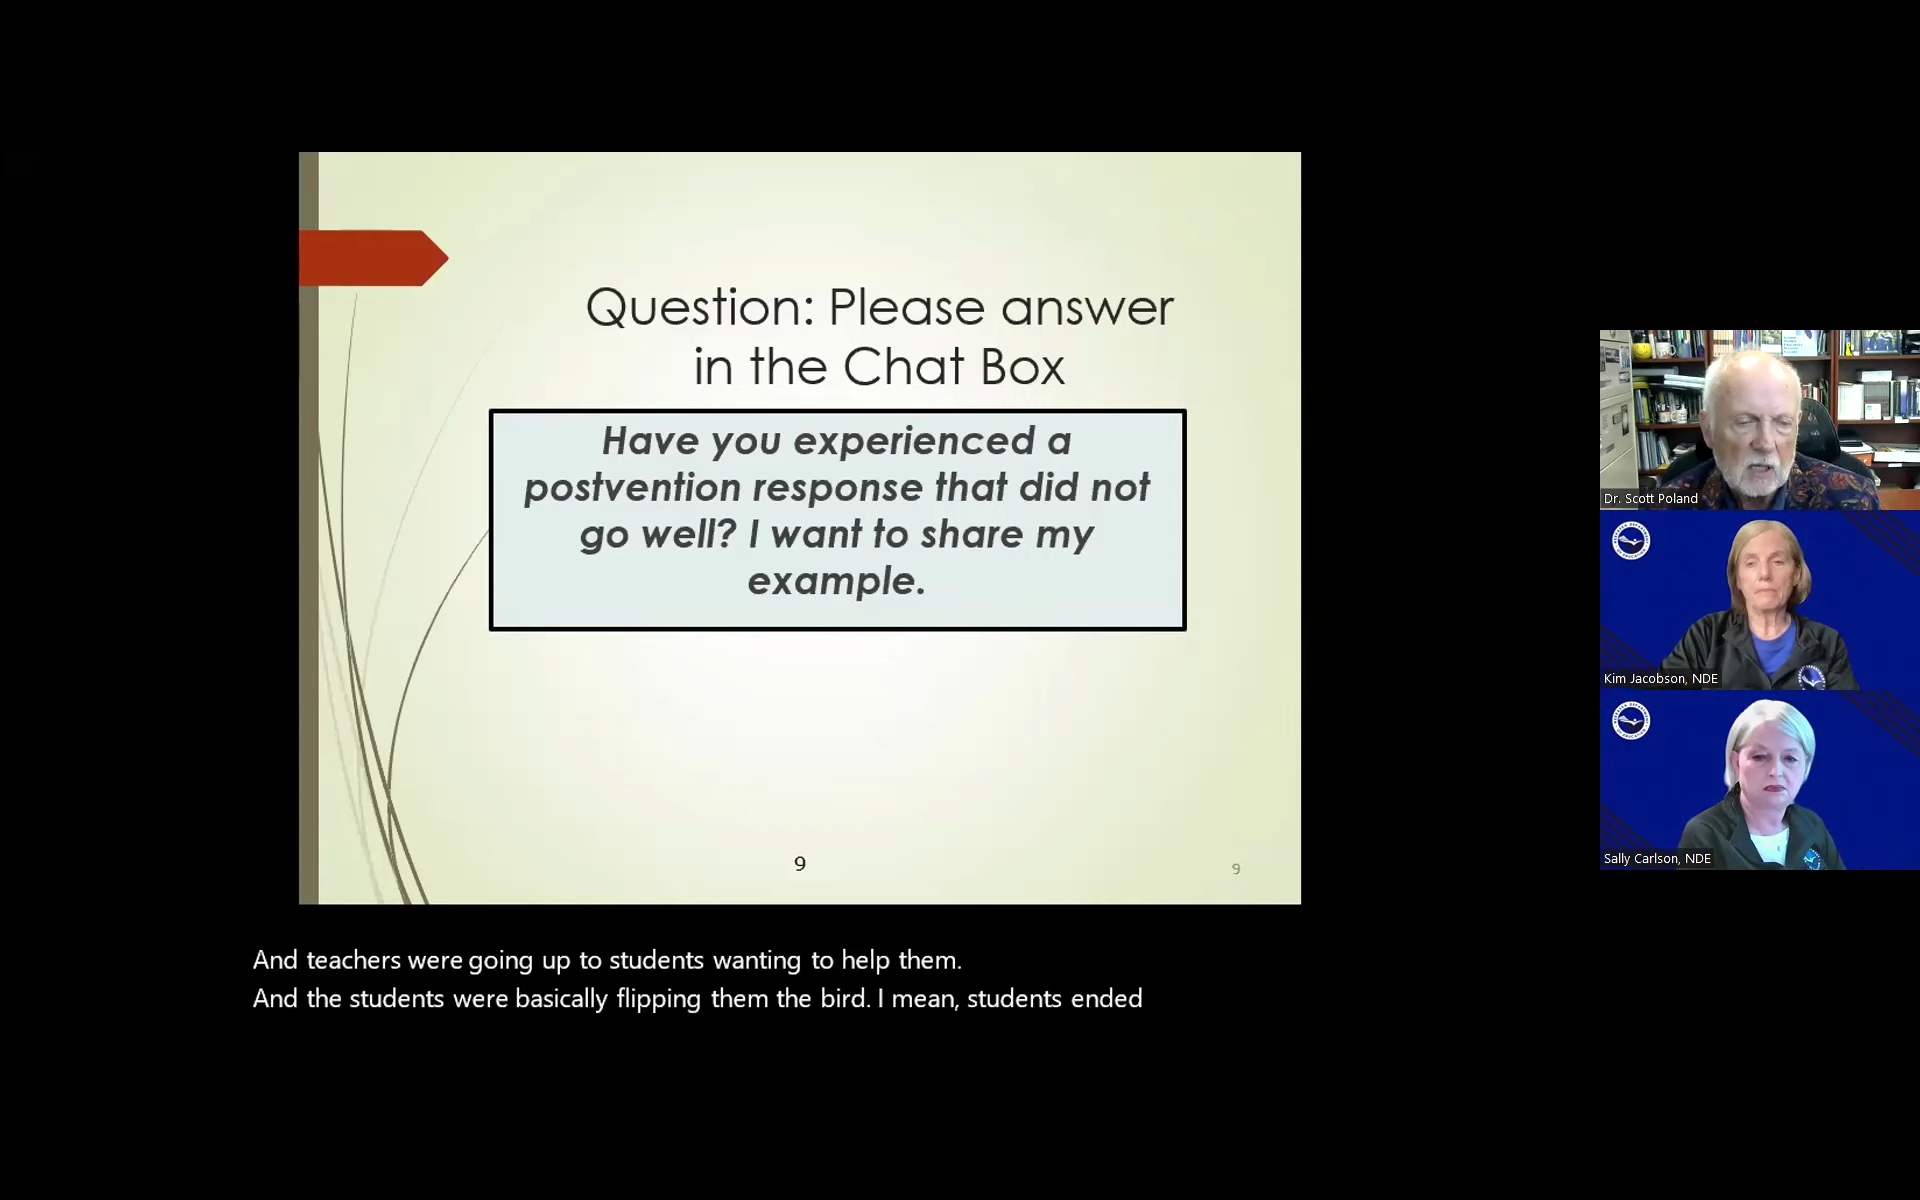 Question: Please answer
in the Chat Box
Have you experienced a
postvention response that did not
go well? I want to share my
example.
9
9
Dr. Scott Poland
Kim Jacobson, NDE
Sally Carlson, NDE
And teachers were going up to students wanting to help them.
And the students were basically flipping them the bird. I mean, students ended